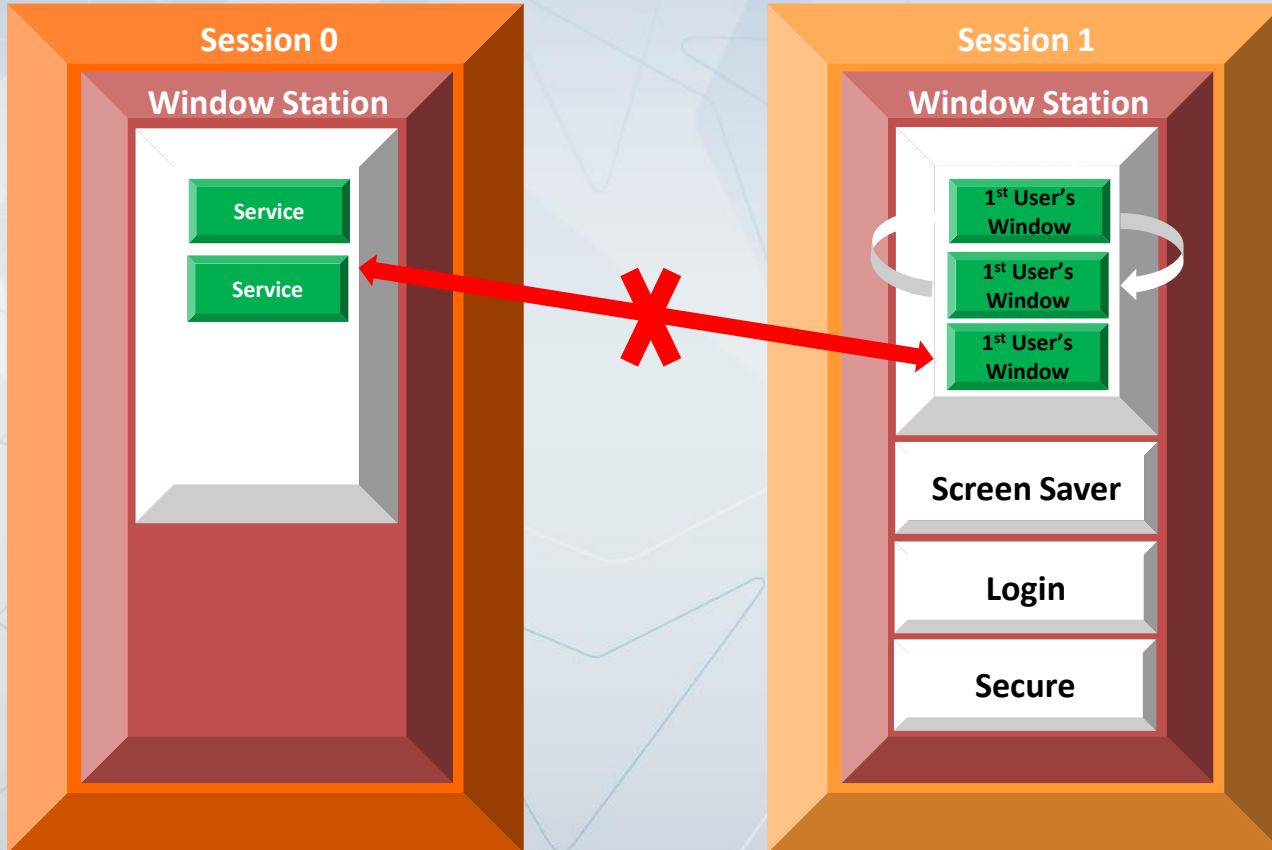 Session 0
Window Station
Service
Service
Session 1
Window Station
1st User's
Window
1st User's
Window
1st User's
Window
Screen Saver
Login
Secure